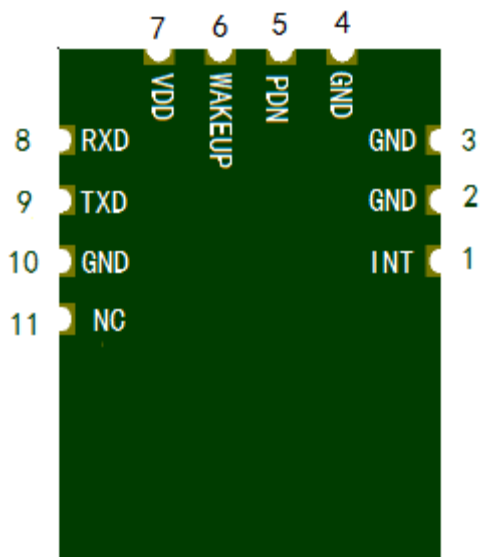 7 6 5 4
VDD WAKEUP PDN GND
8 RXD GND 3
9 TXD GND 2
10 GND INT 1
11 NC